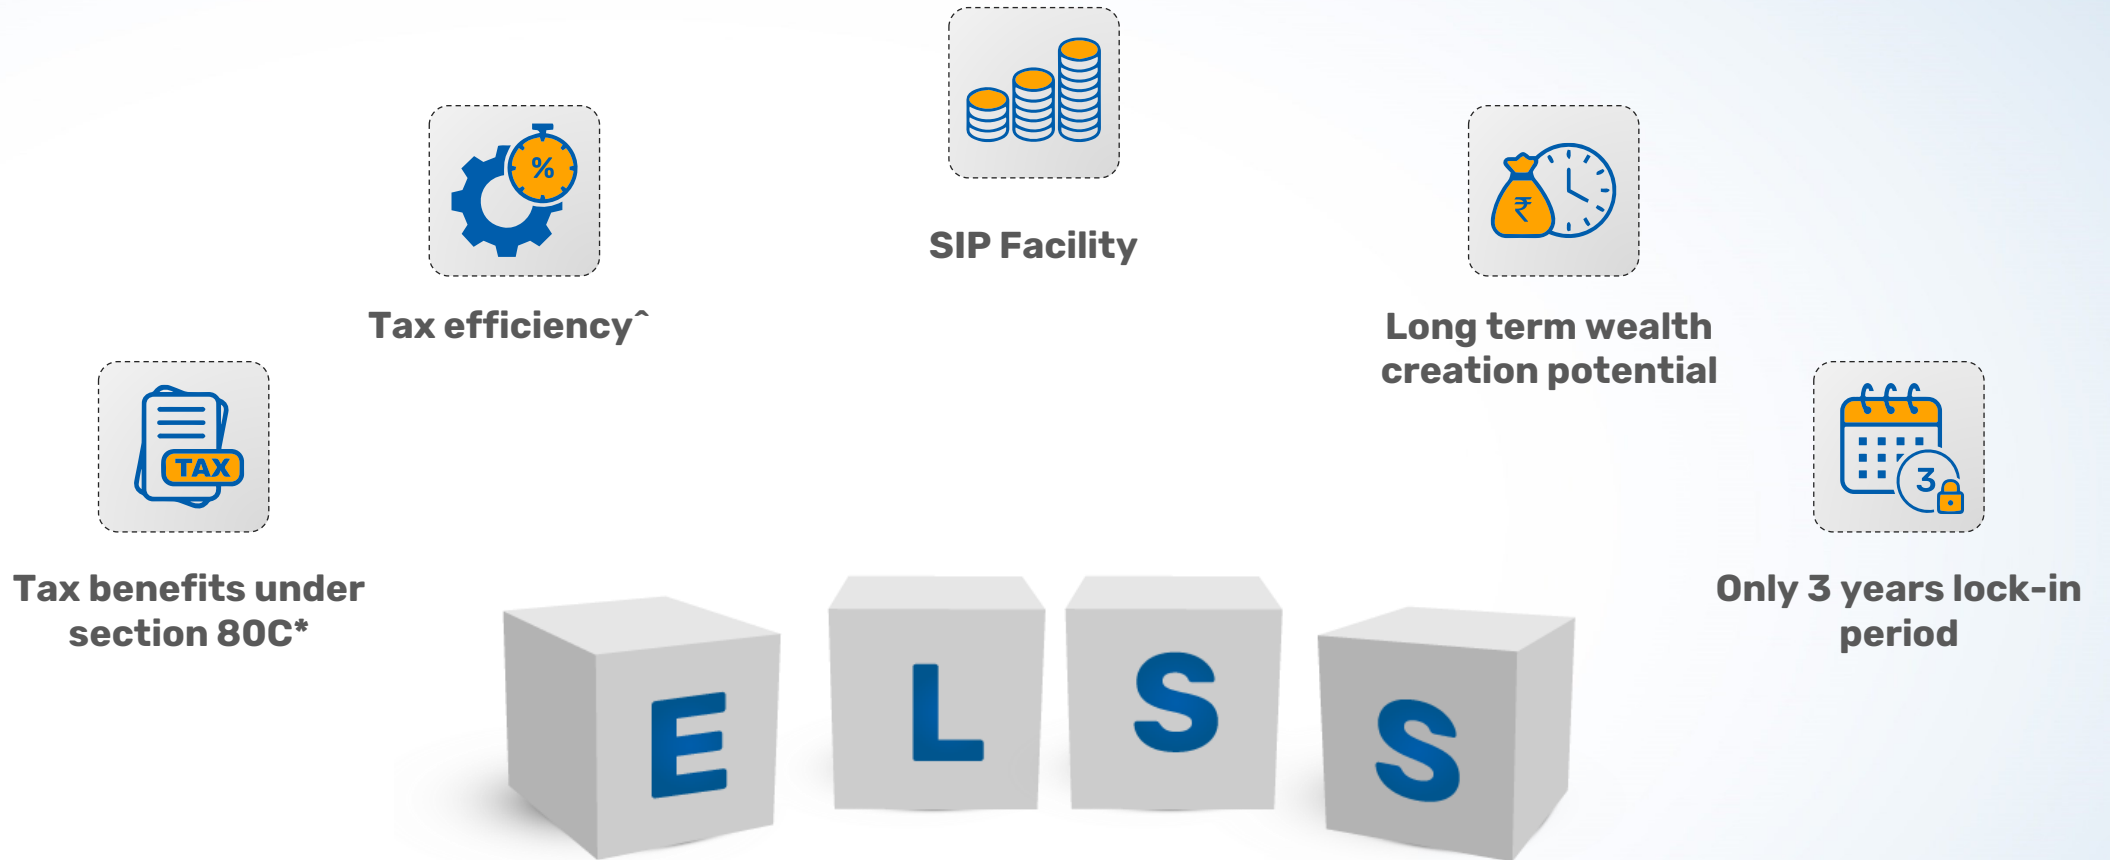 %
SIP Facility
₹
Tax efficiency^
Long term wealth
creation potential
TAX
3
Tax benefits under
section 80C*
Only 3 years lock-in
period
E L S S